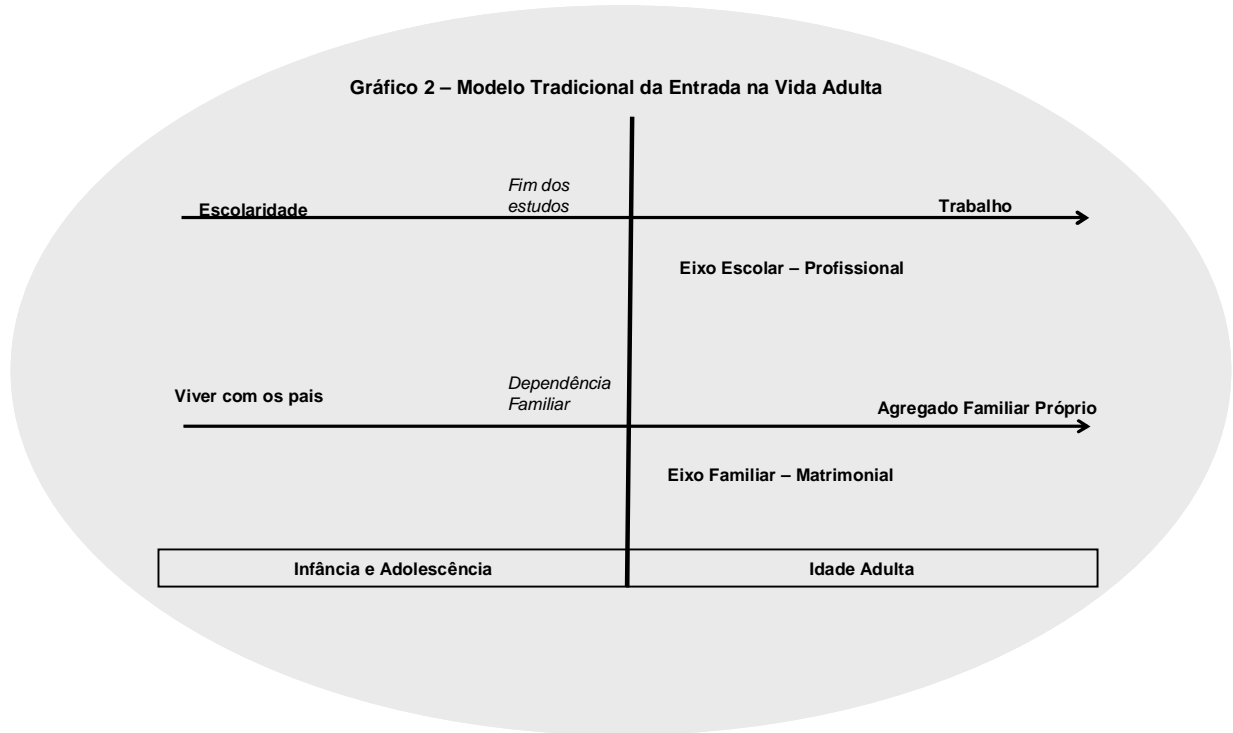 Gráfico 2 – Modelo Tradicional da Entrada na Vida Adulta
Fim dos
estudos
Escolaridade
Trabalho
Eixo Escolar – Profissional
Dependência
Familiar
Viver com os pais
Agregado Familiar Próprio
Eixo Familiar – Matrimonial
Infância e Adolescência
Idade Adulta